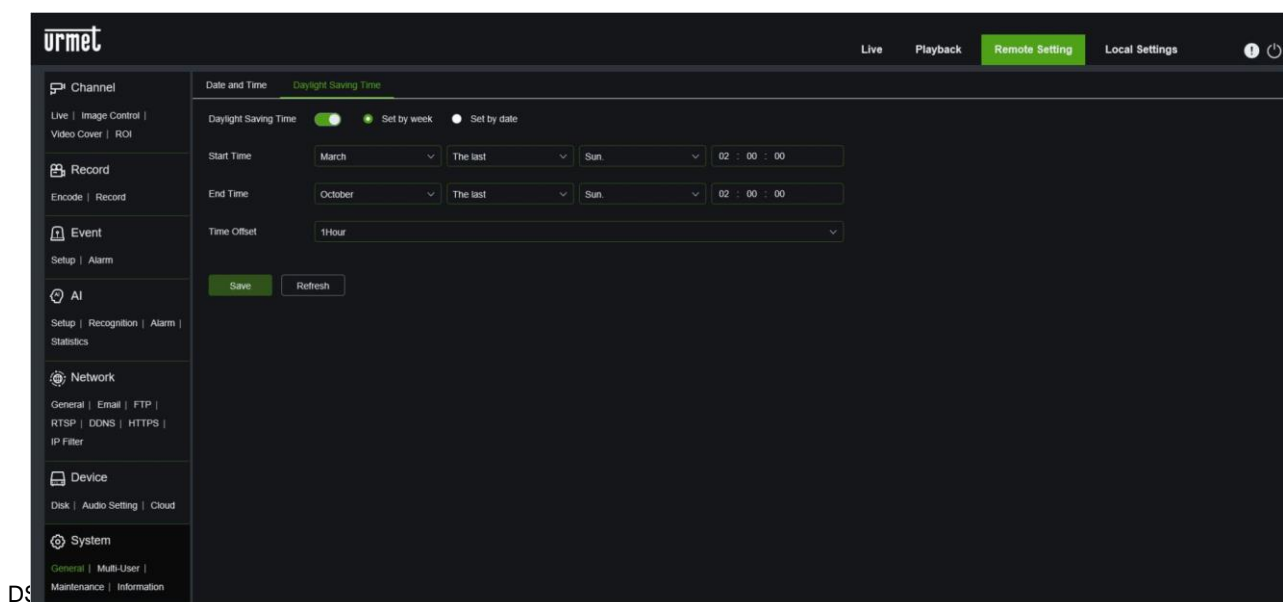 urmet
Live Playback Remote Setting Local Settings
Channel
Live | Image Control |
Video Cover | ROI
Record
Encode | Record
Event
Setup | Alarm
AI
Setup | Recognition | Alarm |
Statistics
Network
General | Email | FTP |
RTSP | DDNS | HTTPS |
IP Filter
Device
Disk | Audio Setting | Cloud
System
General | Multi-User |
Maintenance | Information
Date and Time Daylight Saving Time
Daylight Saving Time Set by week Set by date
Start Time March The last Sun. 02 : 00 : 00
End Time October The last Sun. 02 : 00 : 00
Time Offset 1Hour
Save Refresh